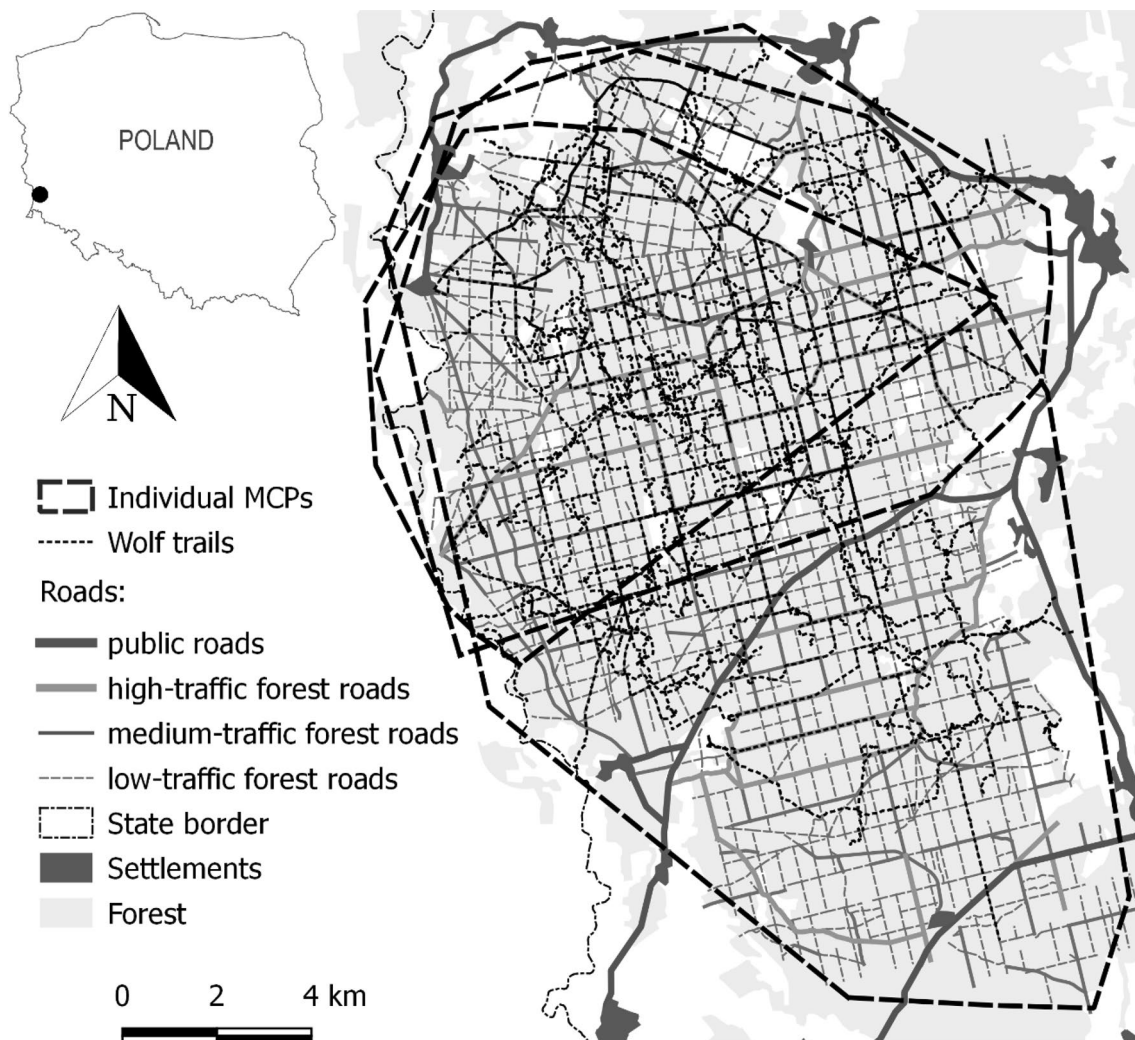 POLAND
N
Individual MCPs
Wolf trails
Roads:
public roads
high-traffic forest roads
medium-traffic forest roads
low-traffic forest roads
State border
Settlements
Forest
0 2 4 km